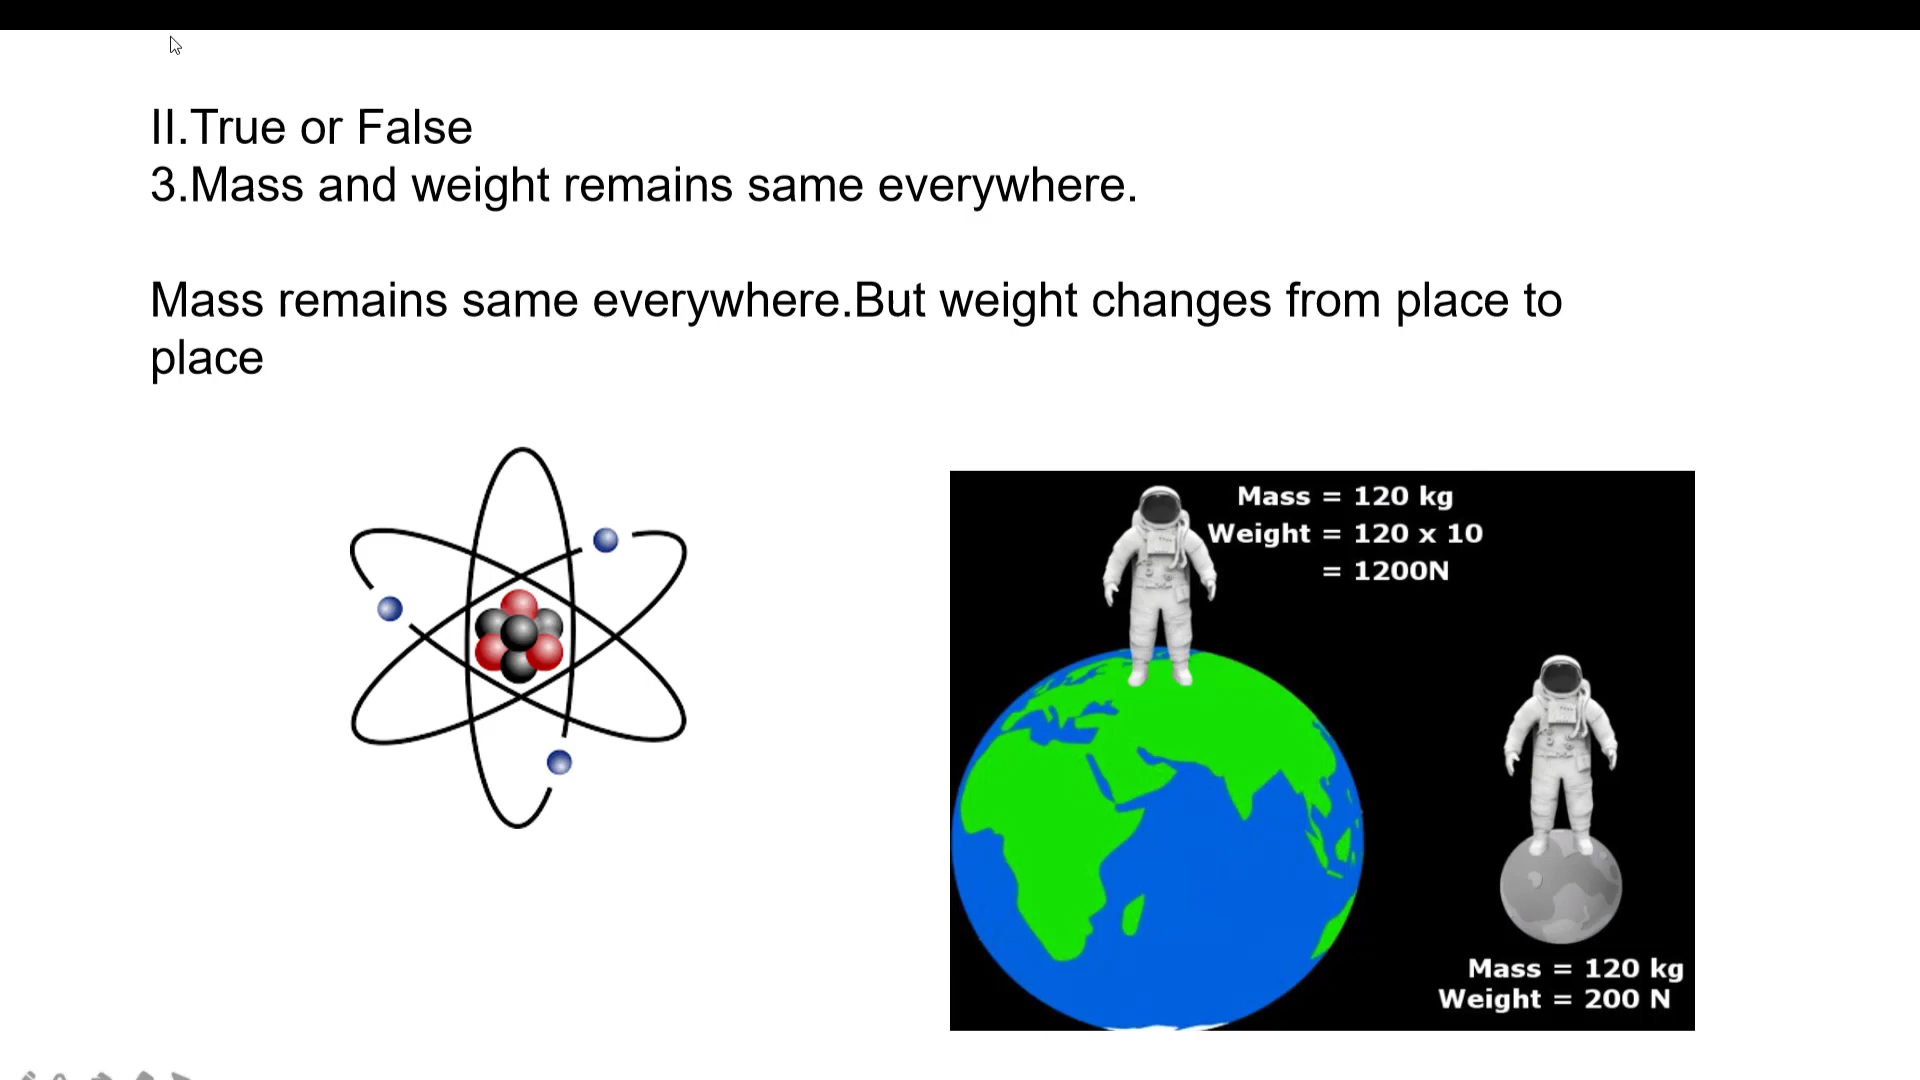 II.True or False
3.Mass and weight remains same everywhere.
Mass remains same everywhere.But weight changes from place to
place
Mass = 120 kg
Weight = 120 x 10
= 1200N
Mass = 120 kg
Weight = 200 N